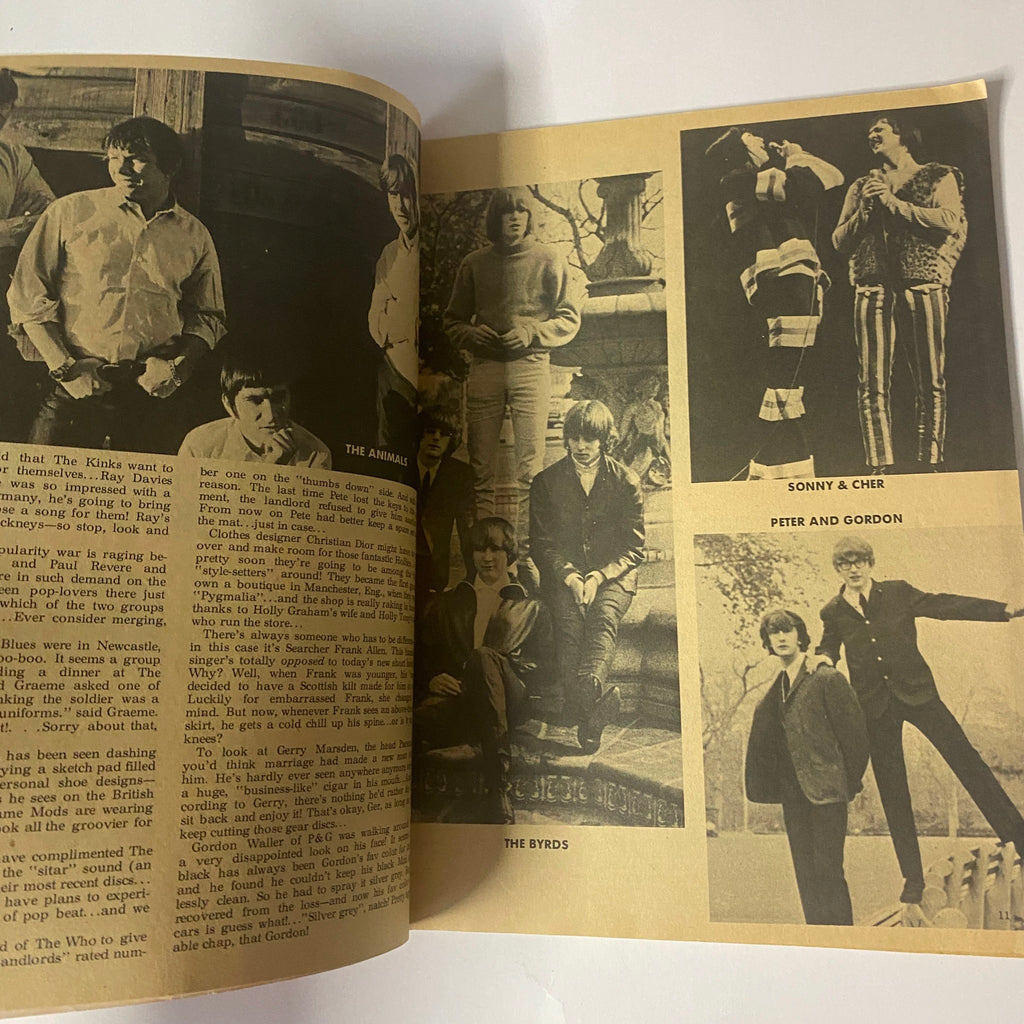 THE ANIMALS
d that The Kinks want to
or themselves...Ray Davies
was so impressed with a
many, he's going to bring
se a song for them! Ray's
ckneys—so stop, look and
pularity war is raging be-
and Paul Revere and
re in such demand on the
een pop-lovers there just
which of the two groups
...Ever consider merging,
Blues were in Newcastle,
oo-boo. It seems a group
ding a dinner at The
d Graeme asked one of
nking the soldier was a
uniforms." said Graeme.
t!. . .Sorry about that,
has been seen dashing
ying a sketch pad filled
ersonal shoe designs—
s he sees on the British
ame Mods are wearing
ook all the groovier for
ave complimented The
the "sitar" sound (an
eir most recent discs...
have plans to experi-
of pop beat...and we
d of The Who to give
andlords" rated num-
ber one on the "thumbs down" side. And
reason. The last time Pete lost the keys to
ment, the landlord refused to give him
From now on Pete had better keep a spare
the mat...just in case...
Clothes designer Christian Dior might have
over and make room for those fantastic Hollies
pretty soon they're going to be among the
"style-setters" around! They became the first
own a boutique in Manchester, Eng., when they
"Pygmalia"...and the shop is really raking in
thanks to Holly Graham's wife and Holly
who run the store...
There's always someone who has to be
in this case it's Searcher Frank Allen. This
singer's totally opposed to today's new short
Why? Well, when Frank was younger, his
decided to have a Scottish kilt made for him
Luckily for embarrassed Frank, she changed
mind. But now, whenever Frank sees an above-
skirt, he gets a cold chill up his spine...or is it
knees?
To look at Gerry Marsden, the head
you'd think marriage had made a new
him. He's hardly ever seen anywhere anymore
a huge, "business-like" cigar in his mouth
cording to Gerry, there's nothing he'd rather
sit back and enjoy it! That's okay, Ger, as long as
keep cutting those gear discs...
Gordon Waller of P&G was walking around
a very disappointed look on his face! It seems
black has always been Gordon's fav color for
and he found he couldn't keep his black
lessly clean. So he had to spray it silver grey.
recovered from the loss—and now his fav color
cars is guess what!..."Silver grey", natch! Pretty
able chap, that Gordon!
THE BYRDS
SONNY & CHER
PETER AND GORDON
11